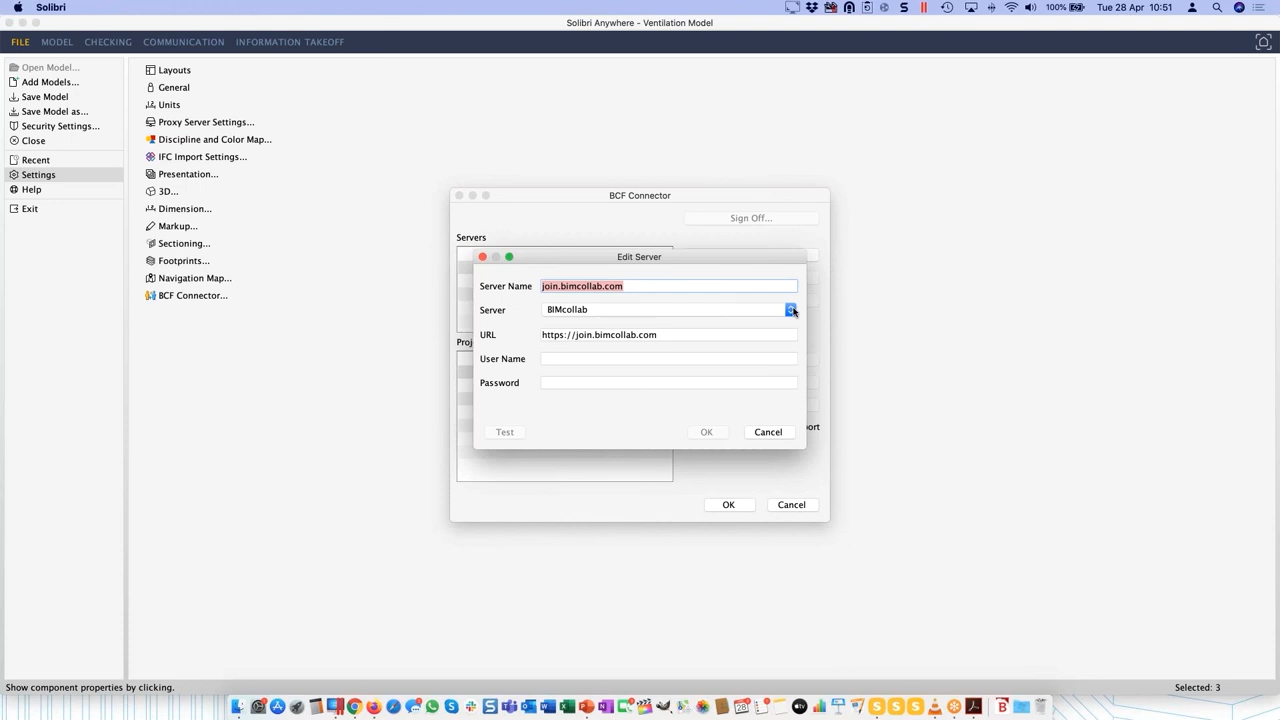 Solibri
100%
Tue 28 Apr 10:51
Solibri Anywhere - Ventilation Model
FILE MODEL CHECKING COMMUNICATION INFORMATION TAKEOFF
Open Model...
Add Models...
Save Model
Save Model as...
Security Settings...
Close
Recent
Settings
Help
Exit
Layouts
General
Units
Proxy Server Settings...
Discipline and Color Map...
IFC Import Settings...
Presentation...
3D...
Dimension...
Markup...
Sectioning...
Footprints...
Navigation Map...
BCF Connector...
BCF Connector
Sign Off...
Servers
Edit Server
Server Name join.bimcollab.com
Server BIMcollab
URL https://join.bimcollab.com
User Name
Password
Test OK Cancel
Proj
ort
OK Cancel
Show component properties by clicking.
Selected: 3